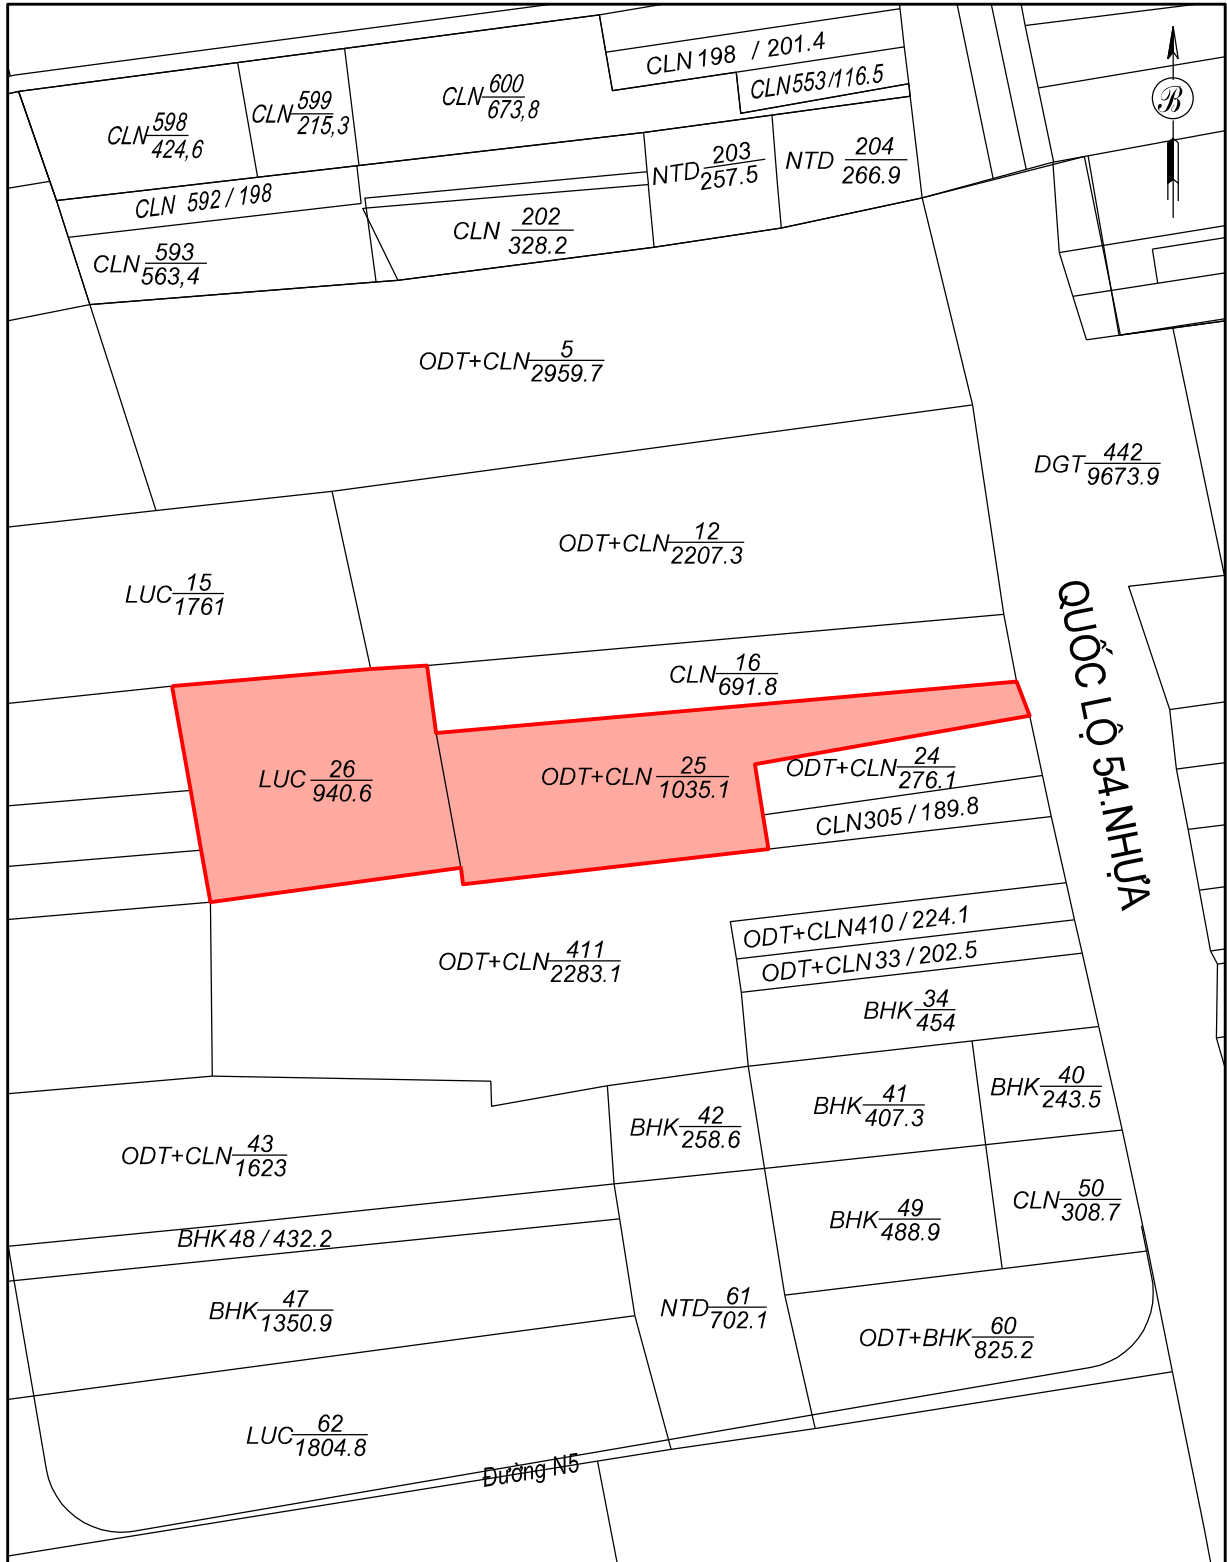 CLN 198 / 201.4
CLN 553/116.5
CLN 600
673,8
CLN 599
215,3
CLN 598
424,6
B
NTD 203
257.5
NTD 204
266.9
CLN 592 / 198
CLN 202
328.2
CLN 593
563,4
ODT+CLN 5
2959.7
DGT 442
9673.9
ODT+CLN 12
2207.3
LUC 15
1761
QUỐC LỘ 54.NHỰA
CLN 16
691.8
LUC 26
940.6
ODT+CLN 25
1035.1
ODT+CLN 24
276.1
CLN305 / 189.8
ODT+CLN410 / 224.1
ODT+CLN 411
2283.1
ODT+CLN 33 / 202.5
BHK 34
454
BHK 40
243.5
BHK 41
407.3
BHK 42
258.6
ODT+CLN 43
1623
CLN 50
308.7
BHK 49
488.9
BHK 48 / 432.2
BHK 47
1350.9
NTD 61
702.1
ODT+BHK 60
825.2
LUC 62
1804.8
Đường N5